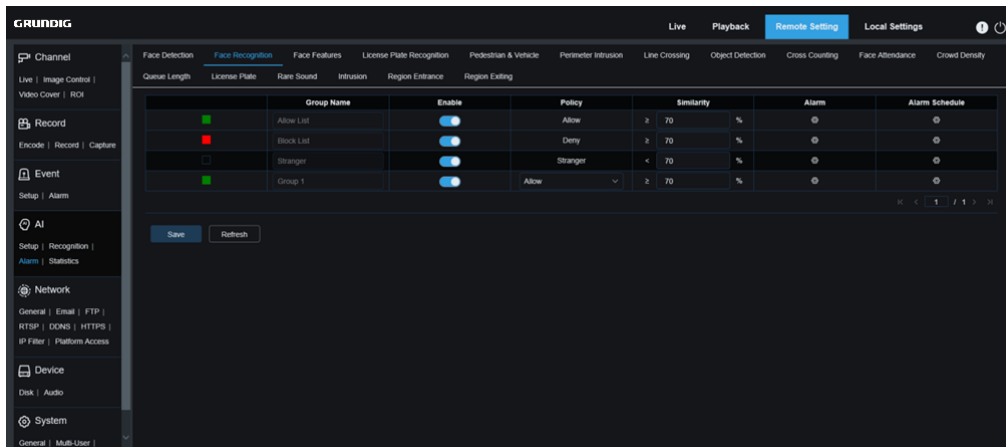 GRUNDIG
Live Playback Remote Setting Local Settings
Channel
Live | Image Control |
Video Cover | ROI
Record
Encode | Record | Capture
Event
Setup | Alarm
AI
Setup | Recognition |
Alarm | Statistics
Network
General | Email | FTP |
RTSP | DDNS | HTTPS |
IP Filter | Platform Access
Device
Disk | Audio
System
General | Multi-User |
Face Detection Face Recognition Face Features License Plate Recognition Pedestrian & Vehicle Perimeter Intrusion Line Crossing Object Detection Cross Counting Face Attendance Crowd Density
Queue Length License Plate Rare Sound Intrusion Region Entrance Region Exiting
Group Name Enable Policy Similarity Alarm Alarm Schedule
Allow List Allow ≥ 70 %
Block List Deny ≥ 70 %
Stranger Stranger < 70 %
Group 1 Allow ≥ 70 %
1 / 1
Save Refresh